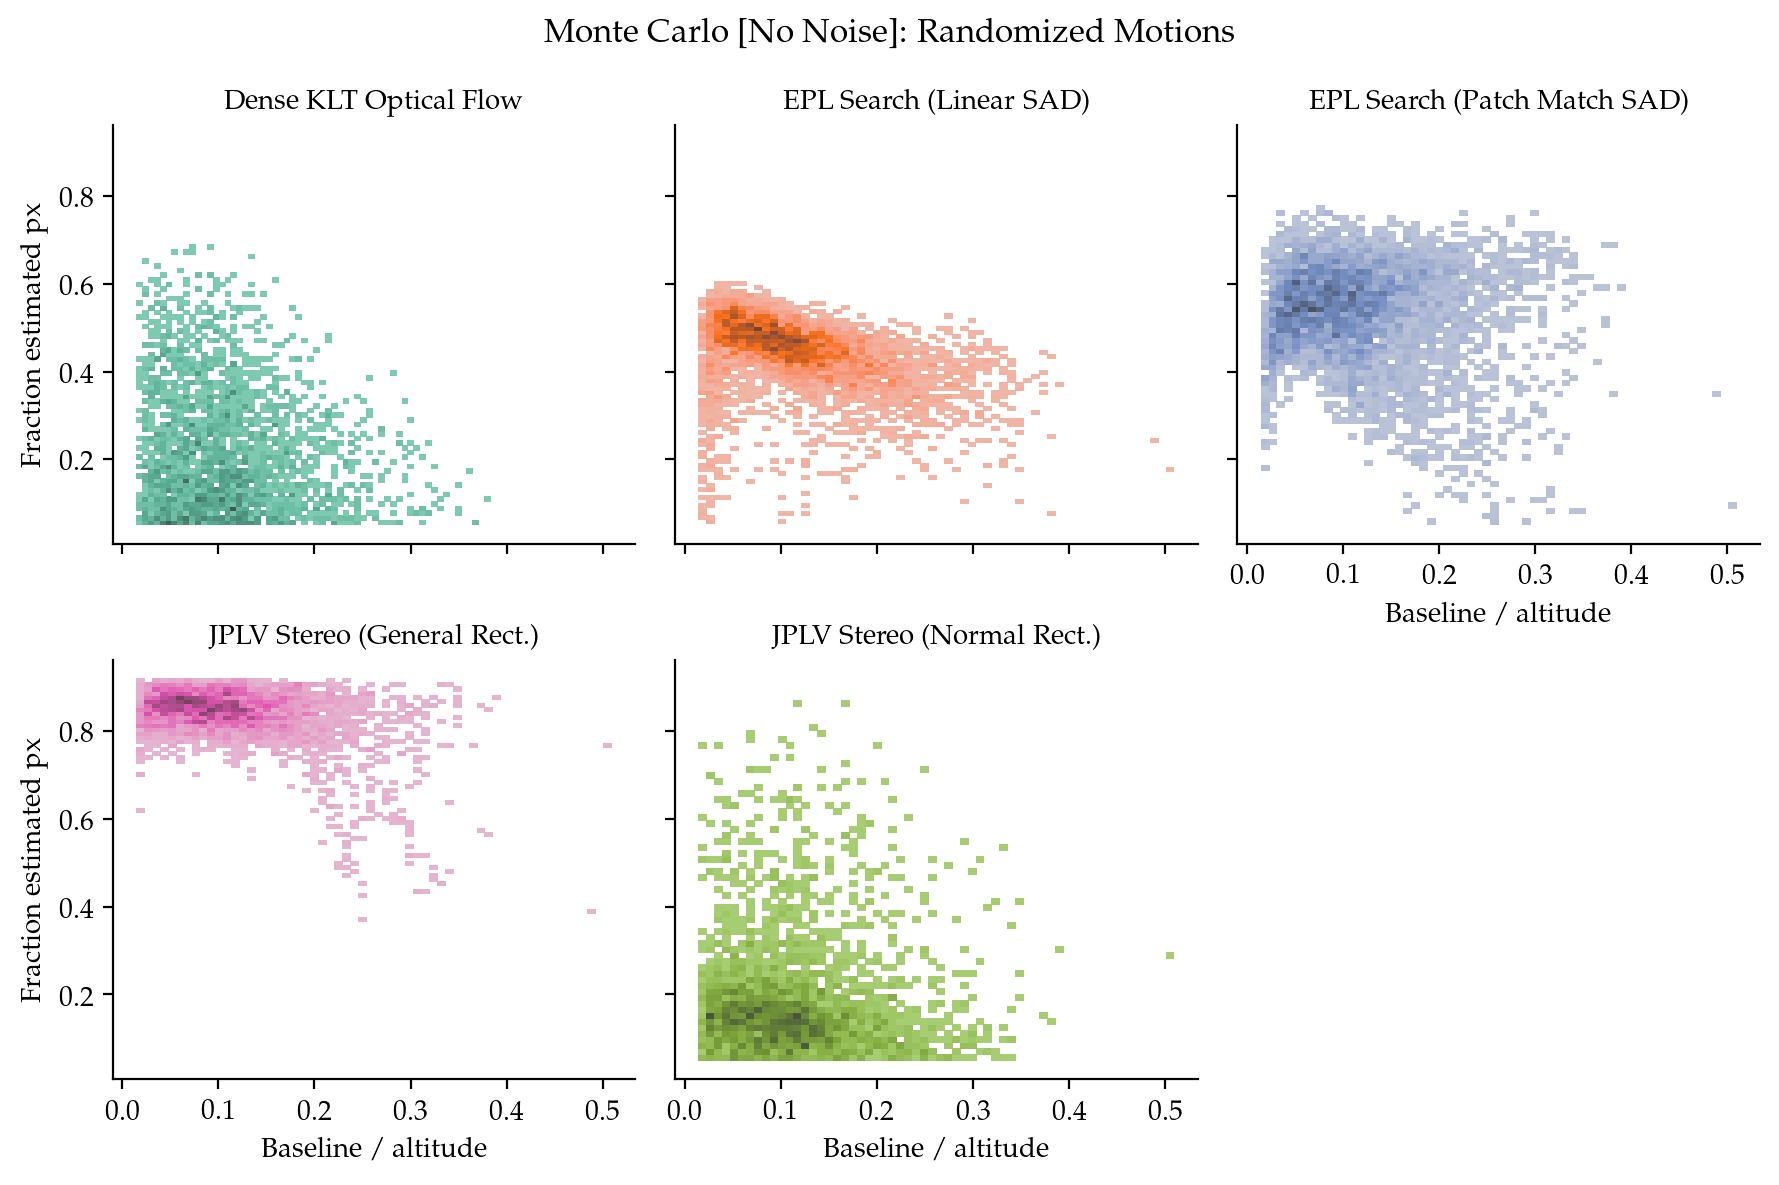 Monte Carlo [No Noise]: Randomized Motions
Dense KLT Optical Flow
EPL Search (Linear SAD)
EPL Search (Patch Match SAD)
Fraction estimated px
0.8
0.6
0.4
0.2
0.0 0.1 0.2 0.3 0.4 0.5
Baseline / altitude
JPLV Stereo (General Rect.)
JPLV Stereo (Normal Rect.)
Fraction estimated px
0.8
0.6
0.4
0.2
0.0 0.1 0.2 0.3 0.4 0.5
Baseline / altitude
0.0 0.1 0.2 0.3 0.4 0.5
Baseline / altitude